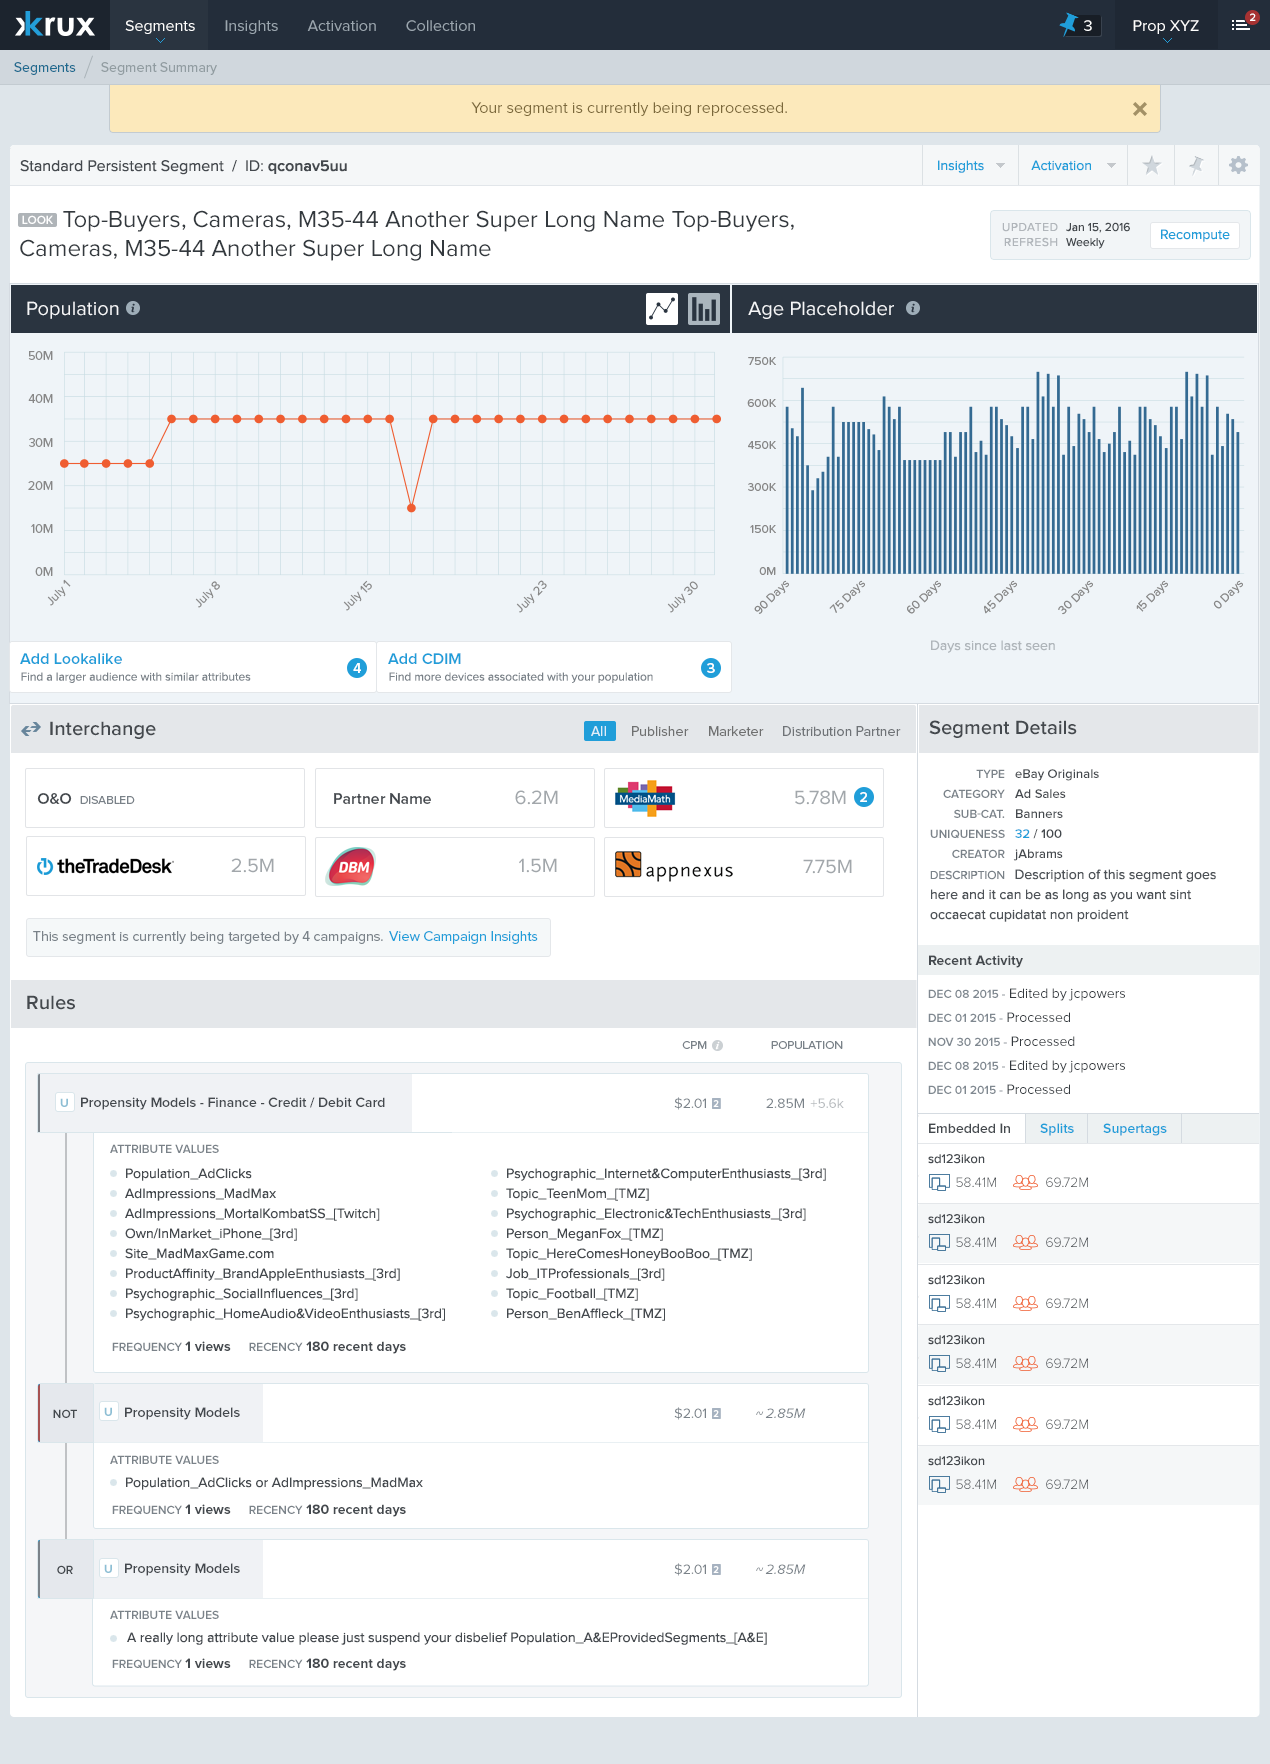 krux
Segments Insights Activation Collection 3 Prop XYZ 2
Segments / Segment Summary
Your segment is currently being reprocessed.
Standard Persistent Segment / ID: qconav5uu Insights Activation
LOOK Top-Buyers, Cameras, M35-44 Another Super Long Name Top-Buyers,
Cameras, M35-44 Another Super Long Name
UPDATED Jan 15, 2016
REFRESH Weekly
Recompute
Population i
50M
40M
30M
20M
10M
0M
July 1 July 8 July 15 July 23 July 30
Age Placeholder i
750K
600K
450K
300K
150K
0M
90 Days 75 Days 60 Days 45 Days 30 Days 15 Days 0 Days
Days since last seen
Add Lookalike
Find a larger audience with similar attributes
4
Add CDIM
Find more devices associated with your population
3
Interchange All Publisher Marketer Distribution Partner
O&O DISABLED
Partner Name 6.2M
MediaMath 5.78M 2
theTradeDesk 2.5M
DBM 1.5M
appnexus 7.75M
This segment is currently being targeted by 4 campaigns. View Campaign Insights
Rules
CPM i POPULATION
U Propensity Models - Finance - Credit / Debit Card $2.01 2 2.85M +5.6k
ATTRIBUTE VALUES
Population_AdClicks
AdImpressions_MadMax
AdImpressions_MortalKombatSS_[Twitch]
Own/InMarket_iPhone_[3rd]
Site_MadMaxGame.com
ProductAffinity_BrandAppleEnthusiasts_[3rd]
Psychographic_SocialInfluences_[3rd]
Psychographic_HomeAudio&VideoEnthusiasts_[3rd]
Psychographic_Internet&ComputerEnthusiasts_[3rd]
Topic_TeenMom_[TMZ]
Psychographic_Electronic&TechEnthusiasts_[3rd]
Person_MeganFox_[TMZ]
Topic_HereComesHoneyBooBoo_[TMZ]
Job_ITProfessionals_[3rd]
Topic_Football_[TMZ]
Person_BenAffleck_[TMZ]
FREQUENCY 1 views RECENCY 180 recent days
NOT U Propensity Models $2.01 2 ~2.85M
ATTRIBUTE VALUES
Population_AdClicks or AdImpressions_MadMax
FREQUENCY 1 views RECENCY 180 recent days
OR U Propensity Models $2.01 2 ~2.85M
ATTRIBUTE VALUES
A really long attribute value please just suspend your disbelief Population_A&EProvidedSegments_[A&E]
FREQUENCY 1 views RECENCY 180 recent days
Segment Details
TYPE eBay Originals
CATEGORY Ad Sales
SUB-CAT. Banners
UNIQUENESS 32 / 100
CREATOR jAbrams
DESCRIPTION Description of this segment goes
here and it can be as long as you want sint
occaecat cupidatat non proident
Recent Activity
DEC 08 2015 - Edited by jcpowers
DEC 01 2015 - Processed
NOV 30 2015 - Processed
DEC 08 2015 - Edited by jcpowers
DEC 01 2015 - Processed
Embedded In Splits Supertags
sd123ikon
58.41M 69.72M
sd123ikon
58.41M 69.72M
sd123ikon
58.41M 69.72M
sd123ikon
58.41M 69.72M
sd123ikon
58.41M 69.72M
sd123ikon
58.41M 69.72M